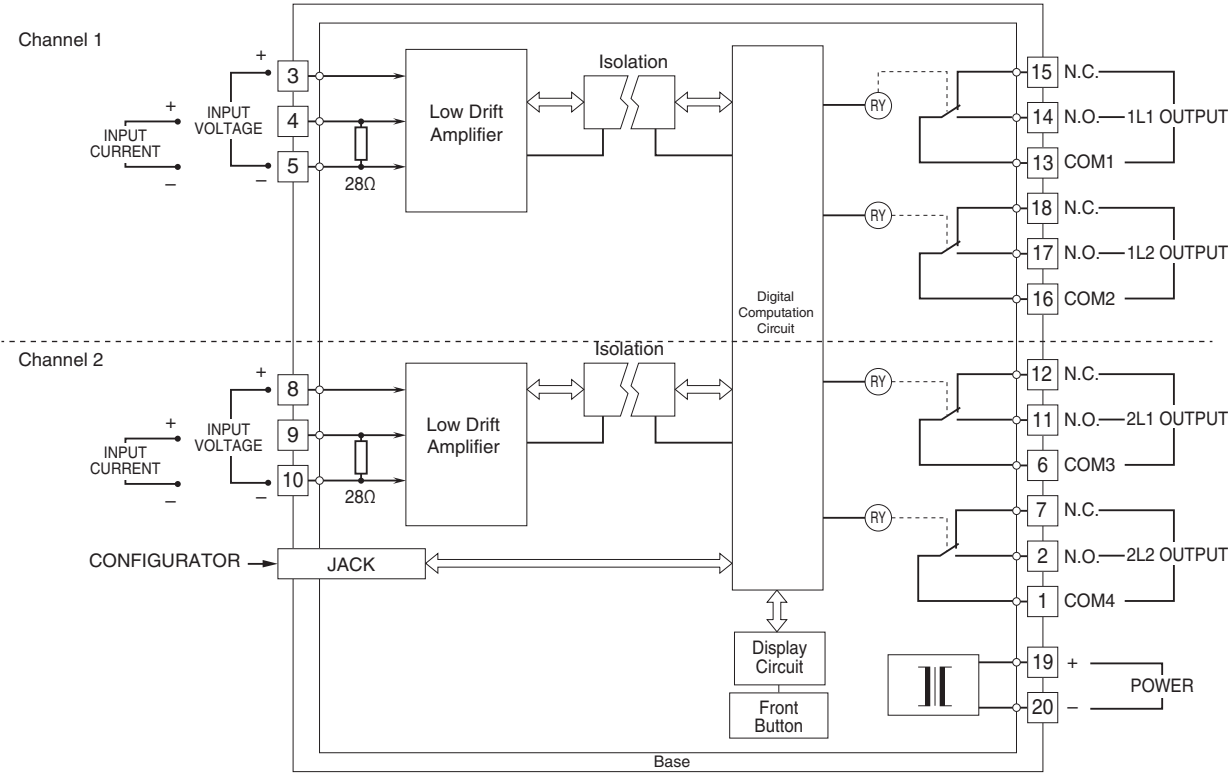 Channel 1
+
3
INPUT
VOLTAGE
+
INPUT
CURRENT
–
4
–
5
28Ω
Low Drift
Amplifier
Isolation
Digital
Computation
Circuit
RY
15 N.C.
14 N.O. 1L1 OUTPUT
13 COM1
RY
18 N.C.
17 N.O. 1L2 OUTPUT
16 COM2
Channel 2
+
8
INPUT
VOLTAGE
+
INPUT
CURRENT
–
9
–
10
28Ω
Low Drift
Amplifier
Isolation
RY
12 N.C.
11 N.O. 2L1 OUTPUT
6 COM3
RY
7 N.C.
2 N.O. 2L2 OUTPUT
1 COM4
CONFIGURATOR
JACK
Display
Circuit
Front
Button
19 +
POWER
20 –
Base